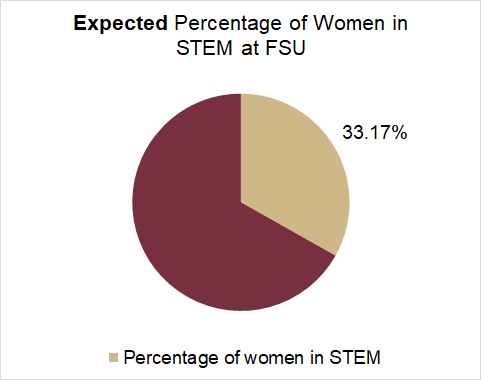 Expected Percentage of Women in
STEM at FSU
33.17%
Percentage of women in STEM